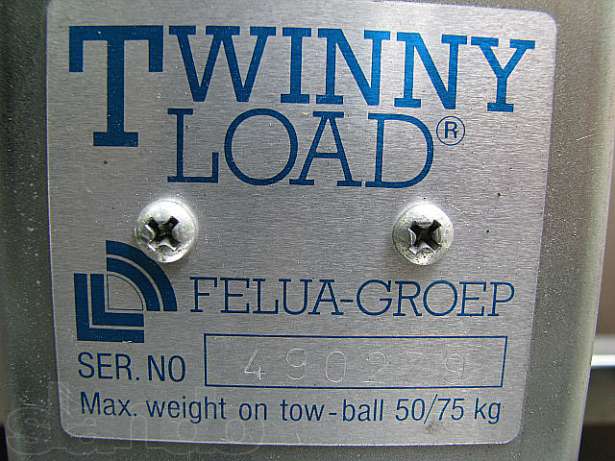 TWINNY
LOAD®
FELUA-GROEP
SER. NO
Max. weight on tow-ball 50/75 kg